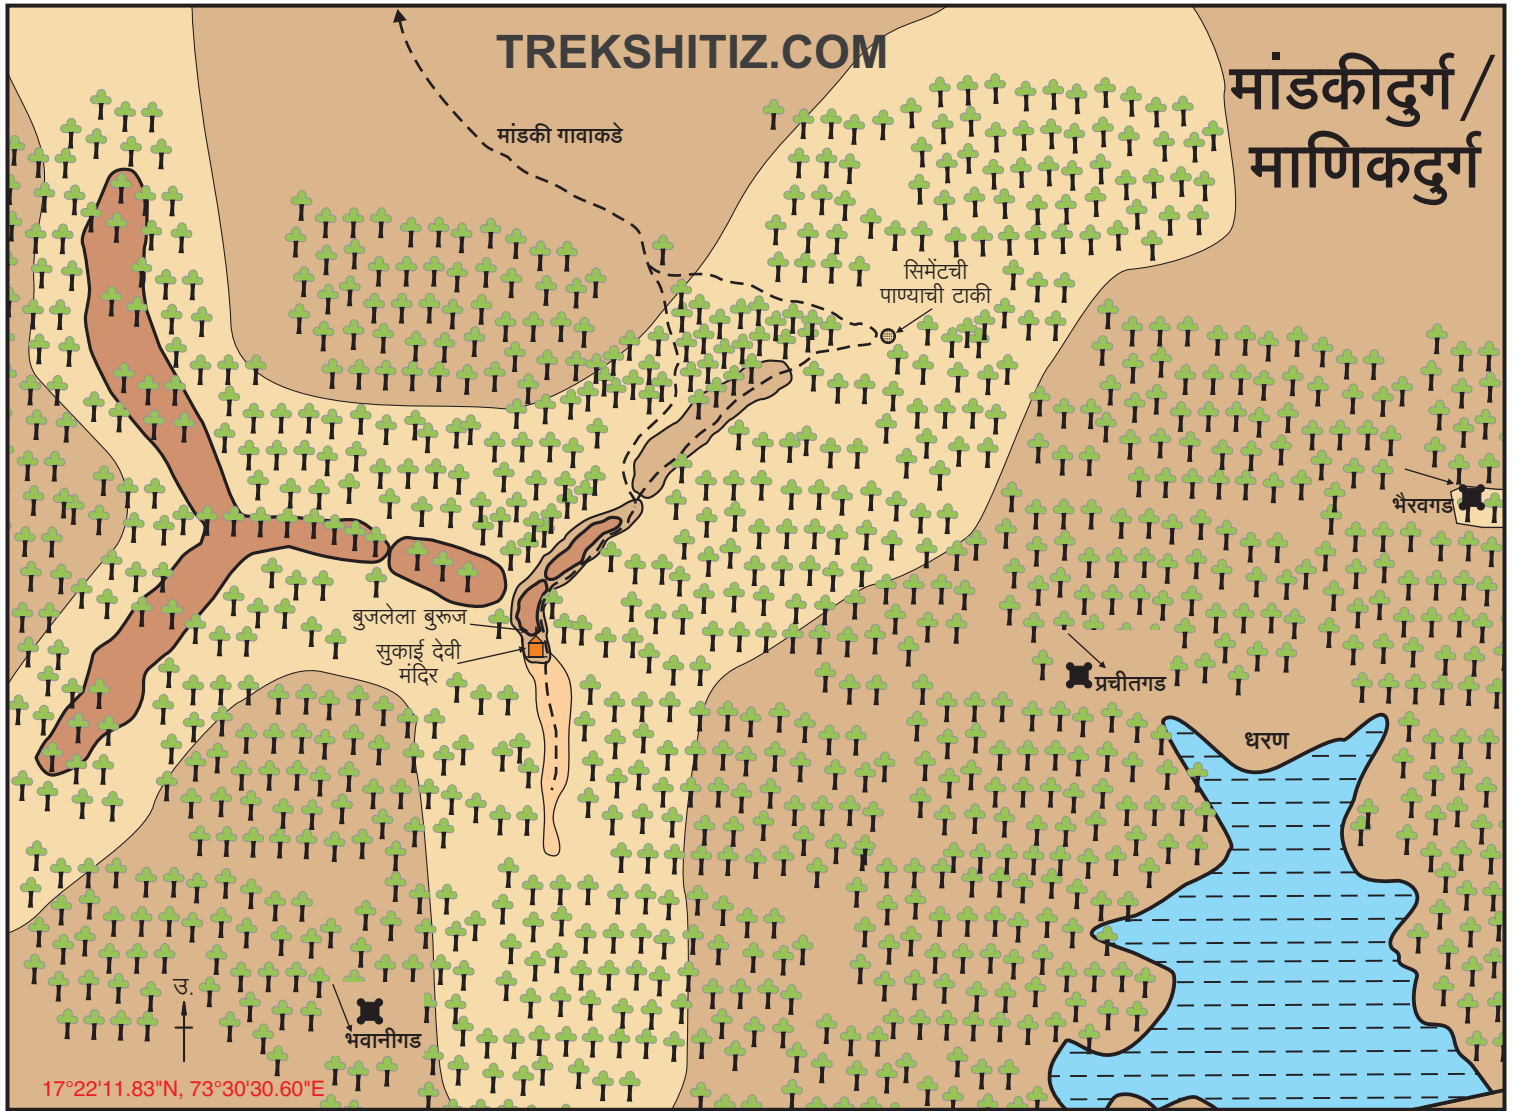 TREKSHITIZ.COM
मांडकीदुर्ग /
माणिकदुर्ग
मांडकी गावाकडे
सिमेंटची
पाण्याची टाकी
भैरवगड
बुजलेला बुरूज
सुकाई देवी
मंदिर
प्रचीतगड
धरण
उ.
भवानीगड
17°22'11.83"N, 73°30'30.60"E